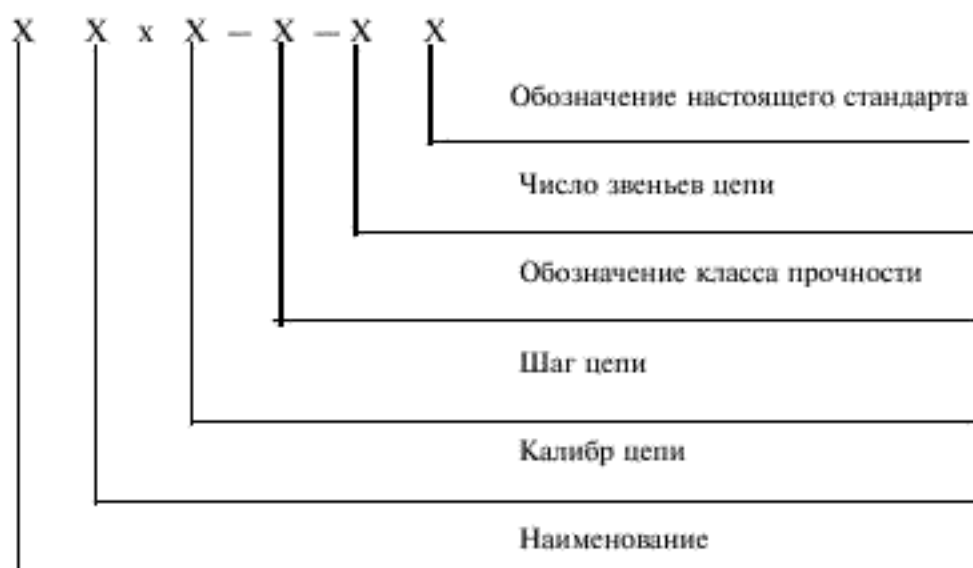 X X x X – X – X X
Обозначение настоящего стандарта
Число звеньев цепи
Обозначение класса прочности
Шаг цепи
Калибр цепи
Наименование